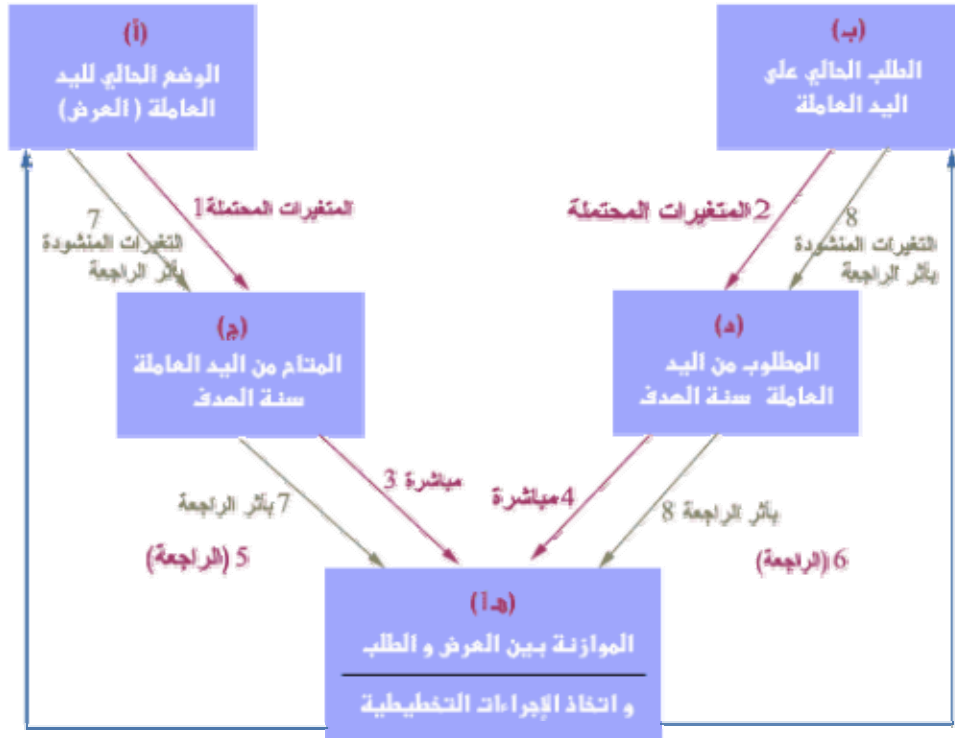 (أ)
الوضع الحالي لليد
العاملة (العرض)
(بـ)
الطلب الحالي على
اليد العاملة
المتغيرات المحتملة 1
2 المتغيرات المحتملة
7
التغيرات المنشودة
بأثر الراجعة
8
التغيرات المنشودة
بأثر الراجعة
(ج)
المتاح من اليد العاملة
سنة الهدف
(د)
المطلوب من اليد
العاملة سنة الهدف
مباشرة 3
4 مباشرة
7 بأثر الراجعة
بأثر الراجعة 8
5 (الراجعة)
6 (الراجعة)
(هـ1)
الموازنة بين العرض و الطلب
و اتخاذ الإجراءات التخطيطية